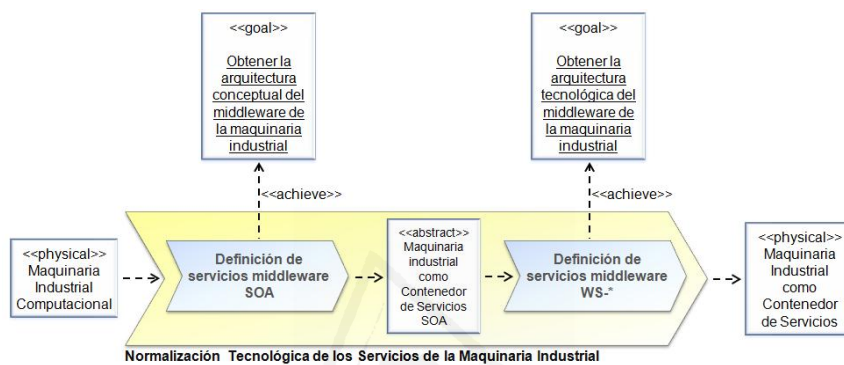 <<goal>>
Obtener la
arquitectura
conceptual del
middleware de
la maquinaria
industrial
<<goal>>
Obtener la
arquitectura
tecnológica del
middleware de
la maquinaria
industrial
<<achieve>>
<<achieve>>
<<physical>>
Maquinaria
Industrial
Computacional
Definición de
servicios middleware
SOA
<<abstract>>
Maquinaria
industrial
como
Contenedor
de Servicios
SOA
Definición de
servicios middleware
WS-*
<<physical>>
Maquinaria
Industrial
como
Contenedor
de Servicios
Normalización Tecnológica de los Servicios de la Maquinaria Industrial